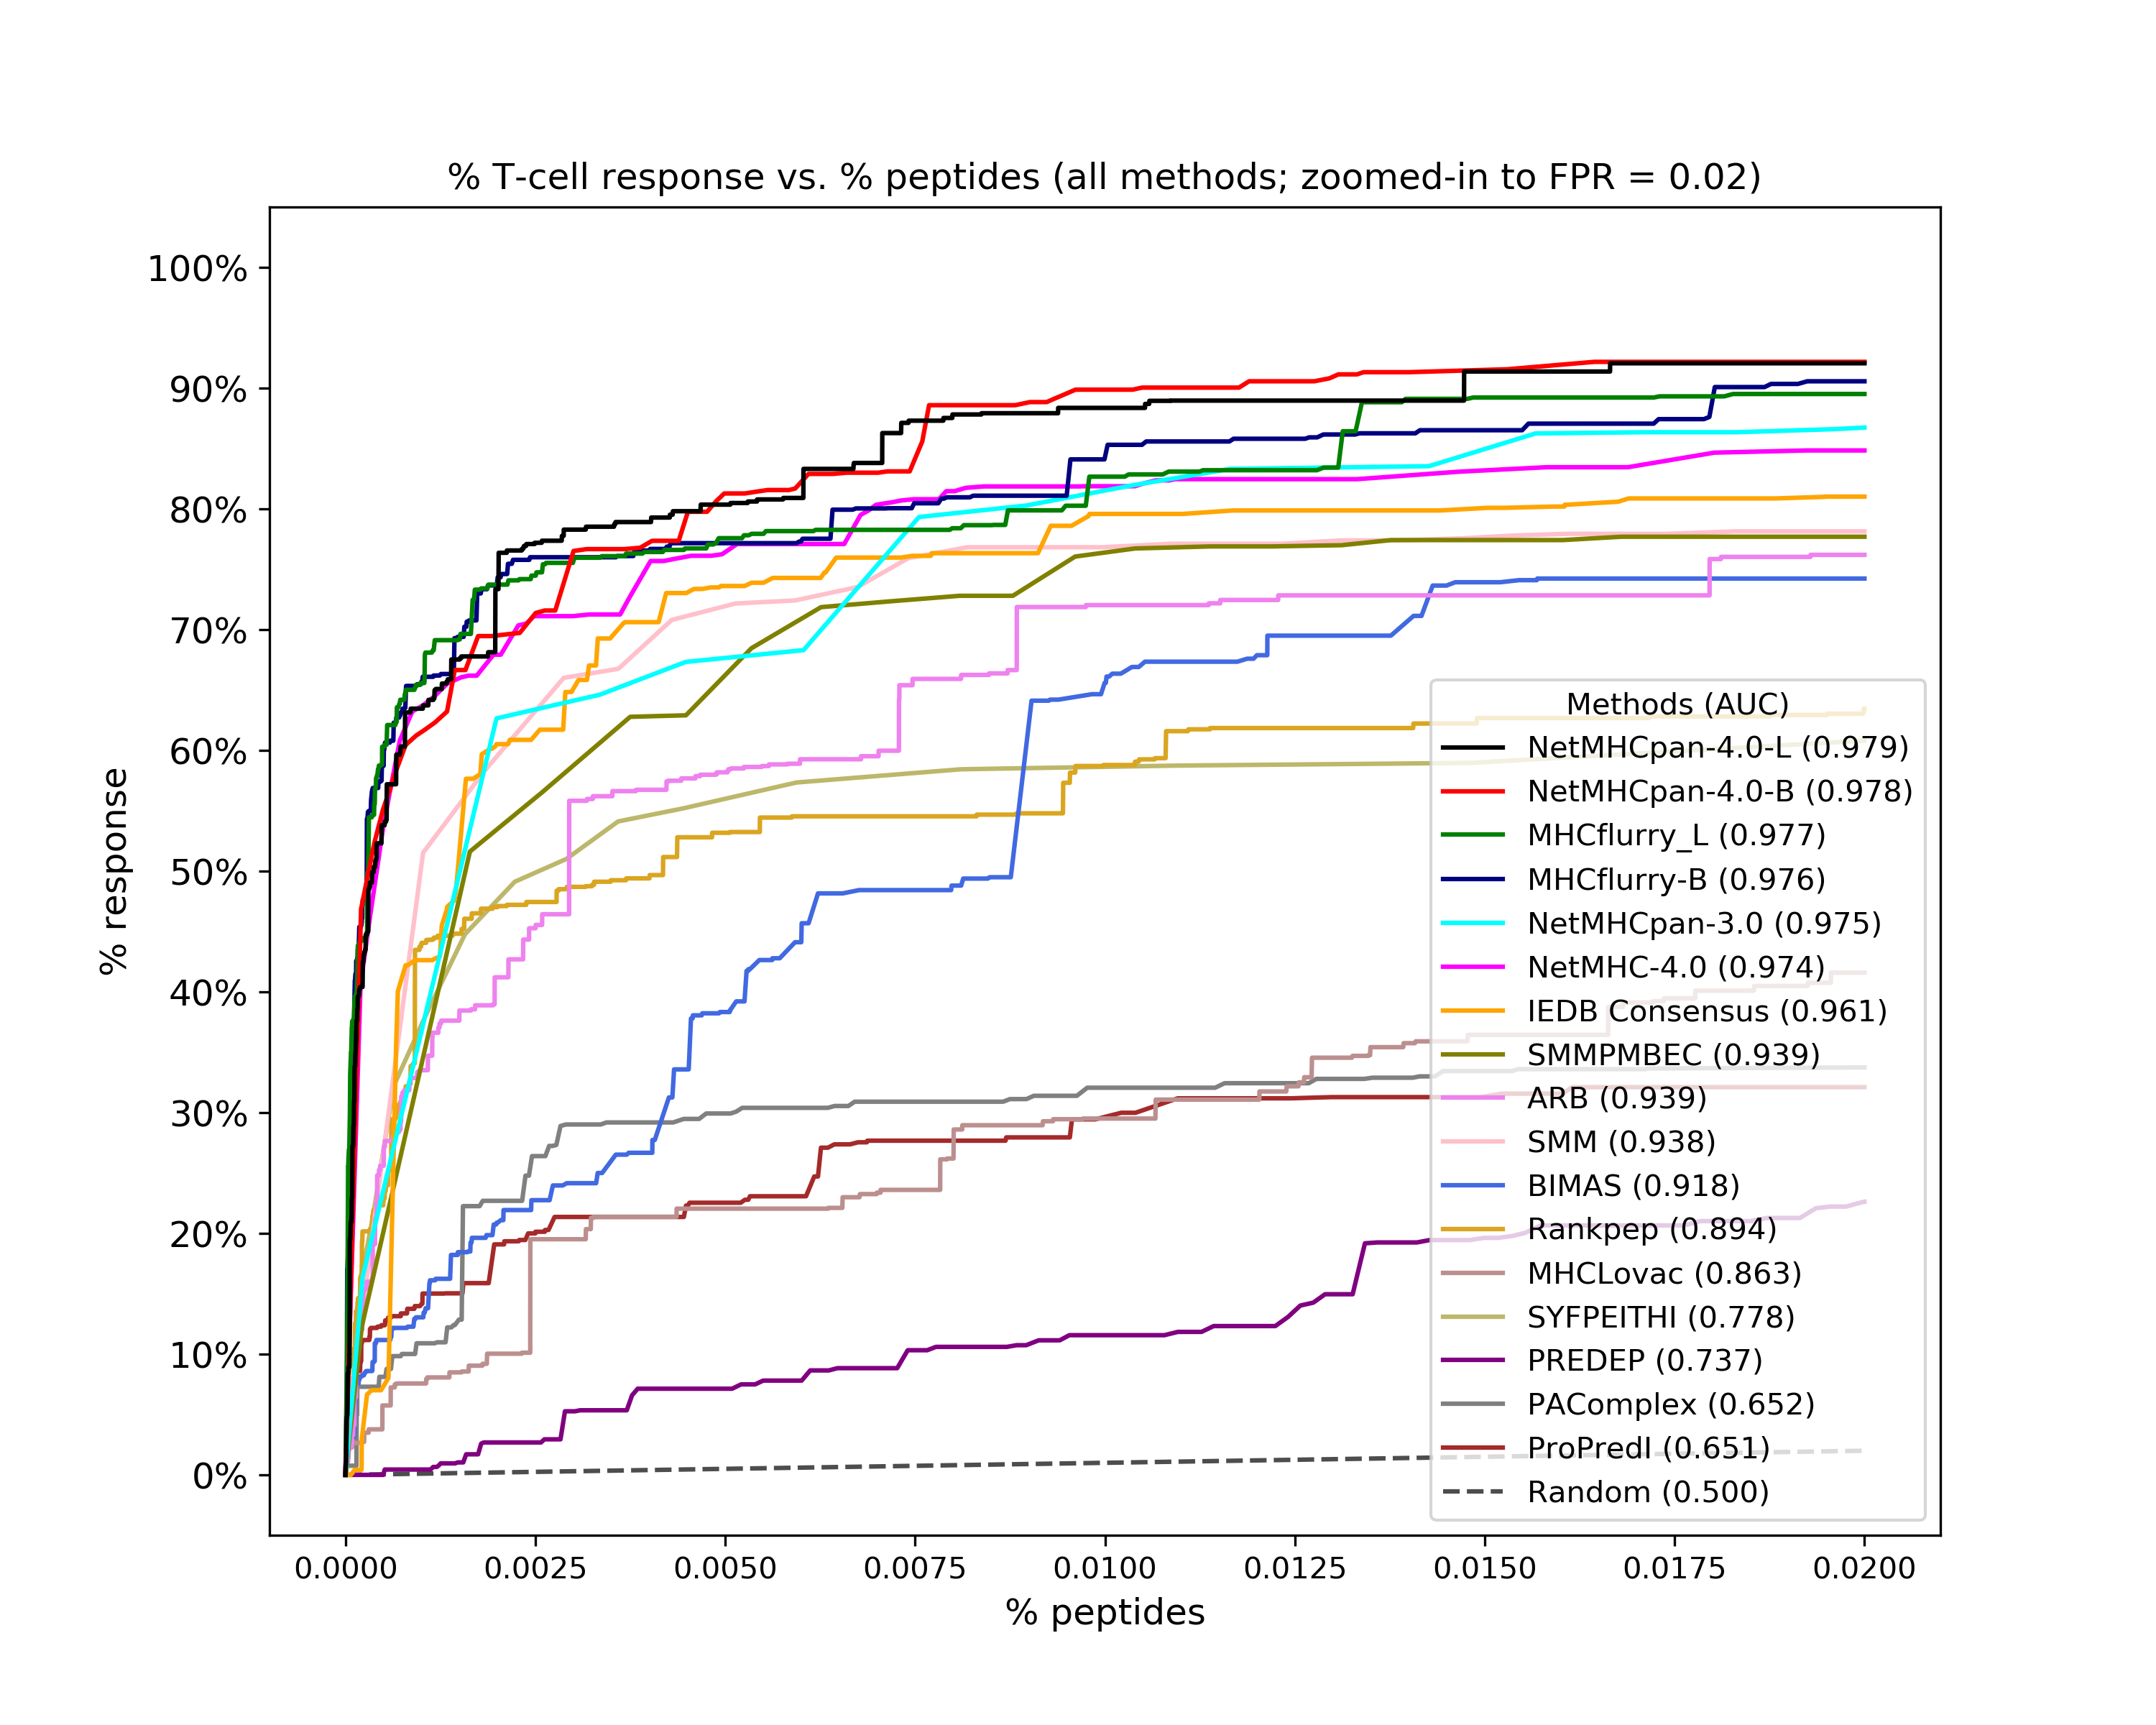 % T-cell response vs. % peptides (all methods; zoomed-in to FPR = 0.02)
100%
90%
80%
70%
60%
50%
40%
30%
20%
10%
0%
% response
Methods (AUC)
NetMHCpan-4.0-L (0.979)
NetMHCpan-4.0-B (0.978)
MHCflurry_L (0.977)
MHCflurry-B (0.976)
NetMHCpan-3.0 (0.975)
NetMHC-4.0 (0.974)
IEDB Consensus (0.961)
SMMPMBEC (0.939)
ARB (0.939)
SMM (0.938)
BIMAS (0.918)
Rankpep (0.894)
MHCLovac (0.863)
SYFPEITHI (0.778)
PREDEP (0.737)
PAComplex (0.652)
ProPredI (0.651)
Random (0.500)
0.0000 0.0025 0.0050 0.0075 0.0100 0.0125 0.0150 0.0175 0.0200
% peptides